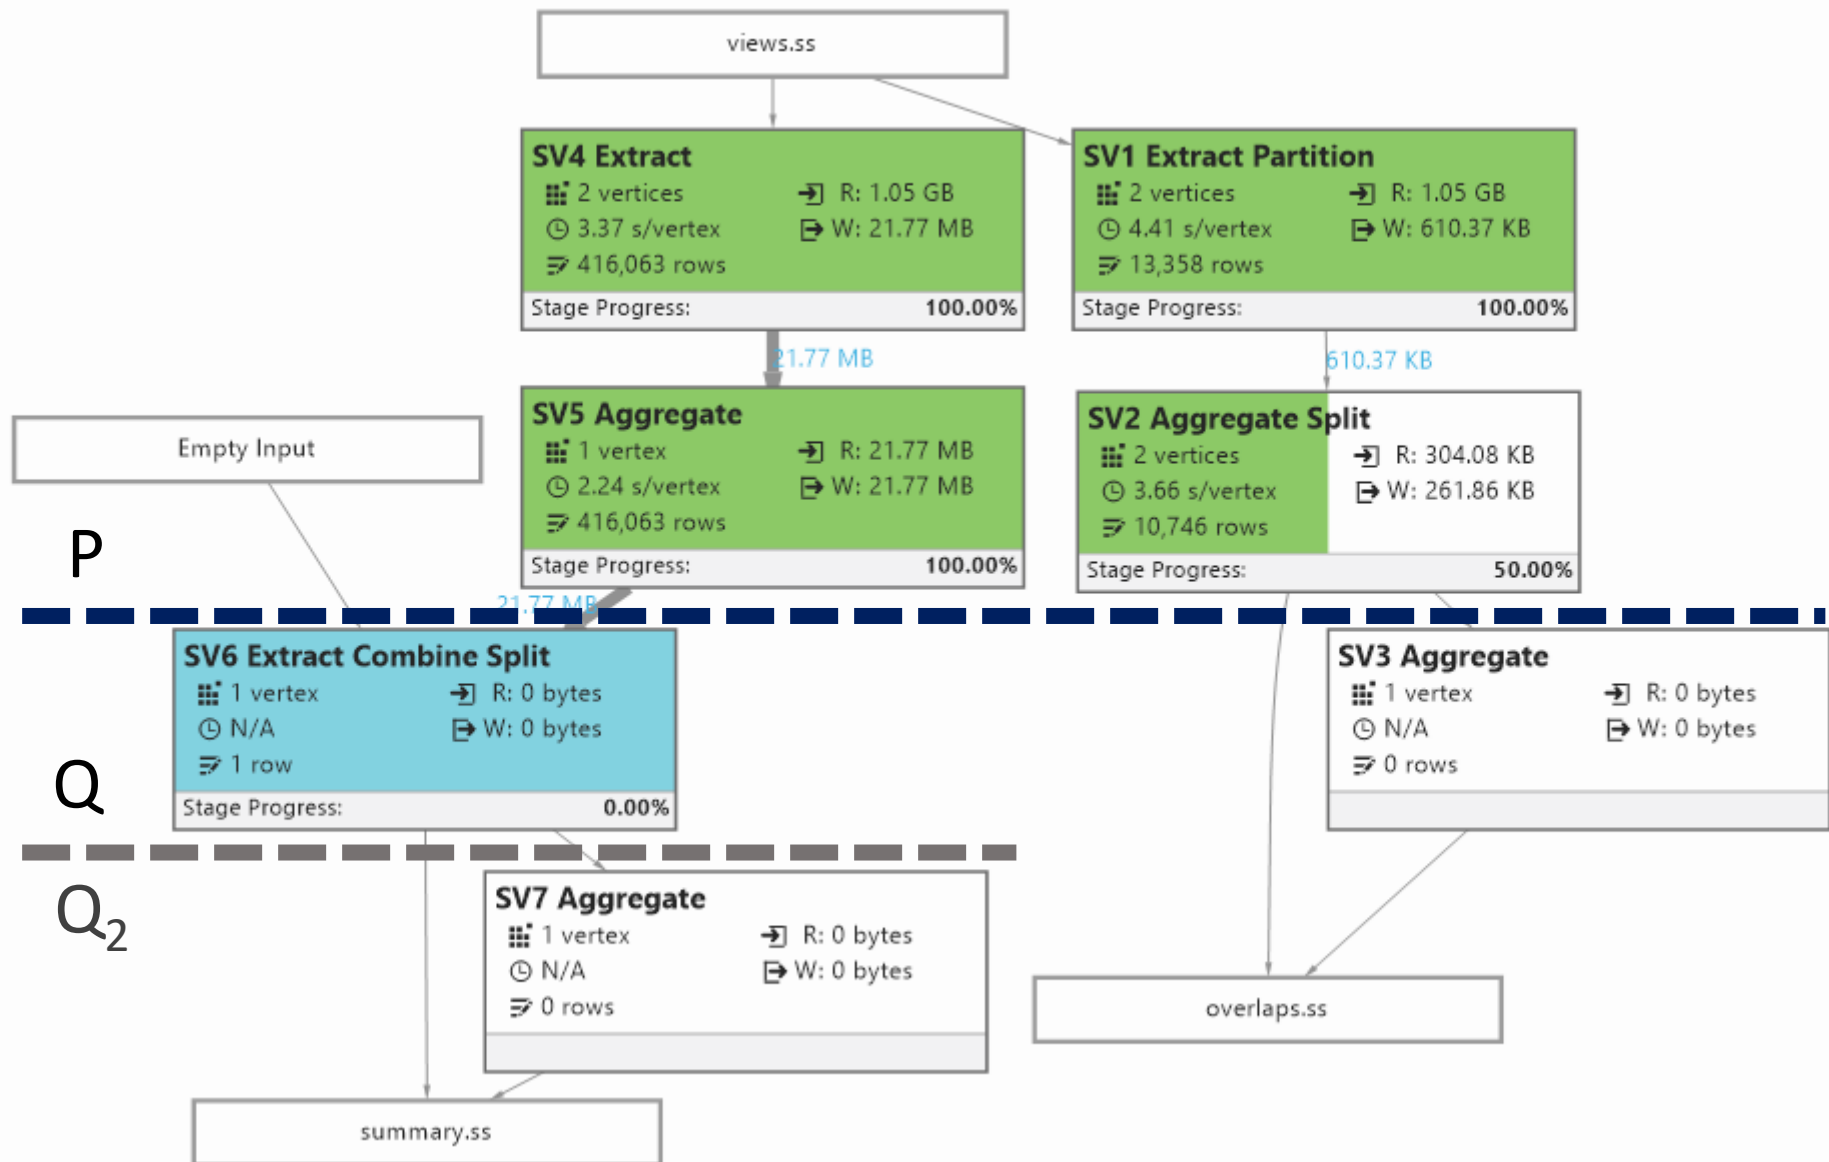 views.ss
SV4 Extract
2 vertices
R: 1.05 GB
3.37 s/vertex
W: 21.77 MB
416,063 rows
Stage Progress:
100.00%
SV1 Extract Partition
2 vertices
R: 1.05 GB
4.41 s/vertex
W: 610.37 KB
13,358 rows
Stage Progress:
100.00%
21.77 MB
610.37 KB
Empty Input
SV5 Aggregate
1 vertex
R: 21.77 MB
2.24 s/vertex
W: 21.77 MB
416,063 rows
Stage Progress:
100.00%
SV2 Aggregate Split
2 vertices
R: 304.08 KB
3.66 s/vertex
W: 261.86 KB
10,746 rows
Stage Progress:
50.00%
P
21.77 MB
SV6 Extract Combine Split
1 vertex
R: 0 bytes
N/A
W: 0 bytes
1 row
Stage Progress:
0.00%
SV3 Aggregate
1 vertex
R: 0 bytes
N/A
W: 0 bytes
0 rows
Q
Q2
SV7 Aggregate
1 vertex
R: 0 bytes
N/A
W: 0 bytes
0 rows
overlaps.ss
summary.ss